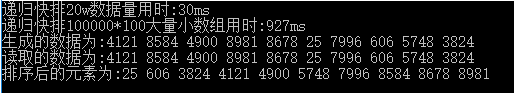 递归快排20w数据量用时:30ms
递归快排100000*100大量小数组用时:927ms
生成的数据为:4121 8584 4900 8981 8678 25 7996 606 5748 3824
读取的数据为:4121 8584 4900 8981 8678 25 7996 606 5748 3824
排序后的元素为:25 606 3824 4121 4900 5748 7996 8584 8678 8981